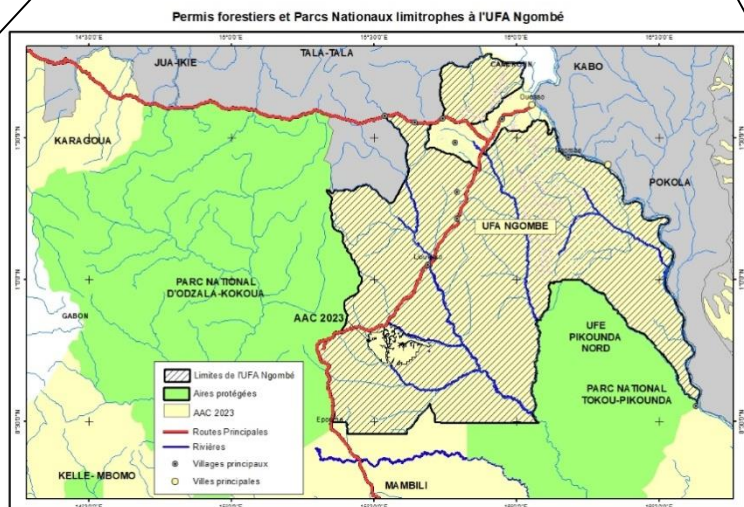 Permis forestiers et Parcs Nationaux limitrophes à l'UFA Ngombé
TALA-TALA
JUA-IKIE
CAMEROUN
KABO
Ouesso
KARAGOUA
POKOLA
UFA NGOMBE
PARC NATIONAL
D'ODZALA-KOKOUA
GABON
AAC 2023
UFE
PIKOUNDA
NORD
PARC NATIONAL
TOKOU-PIKOUNDA
Limites de l'UFA Ngombé
Aires protégées
AAC 2023
Routes Principales
Rivières
Villages principaux
Villes principales
KELLE- MBOMO
MAMBILI